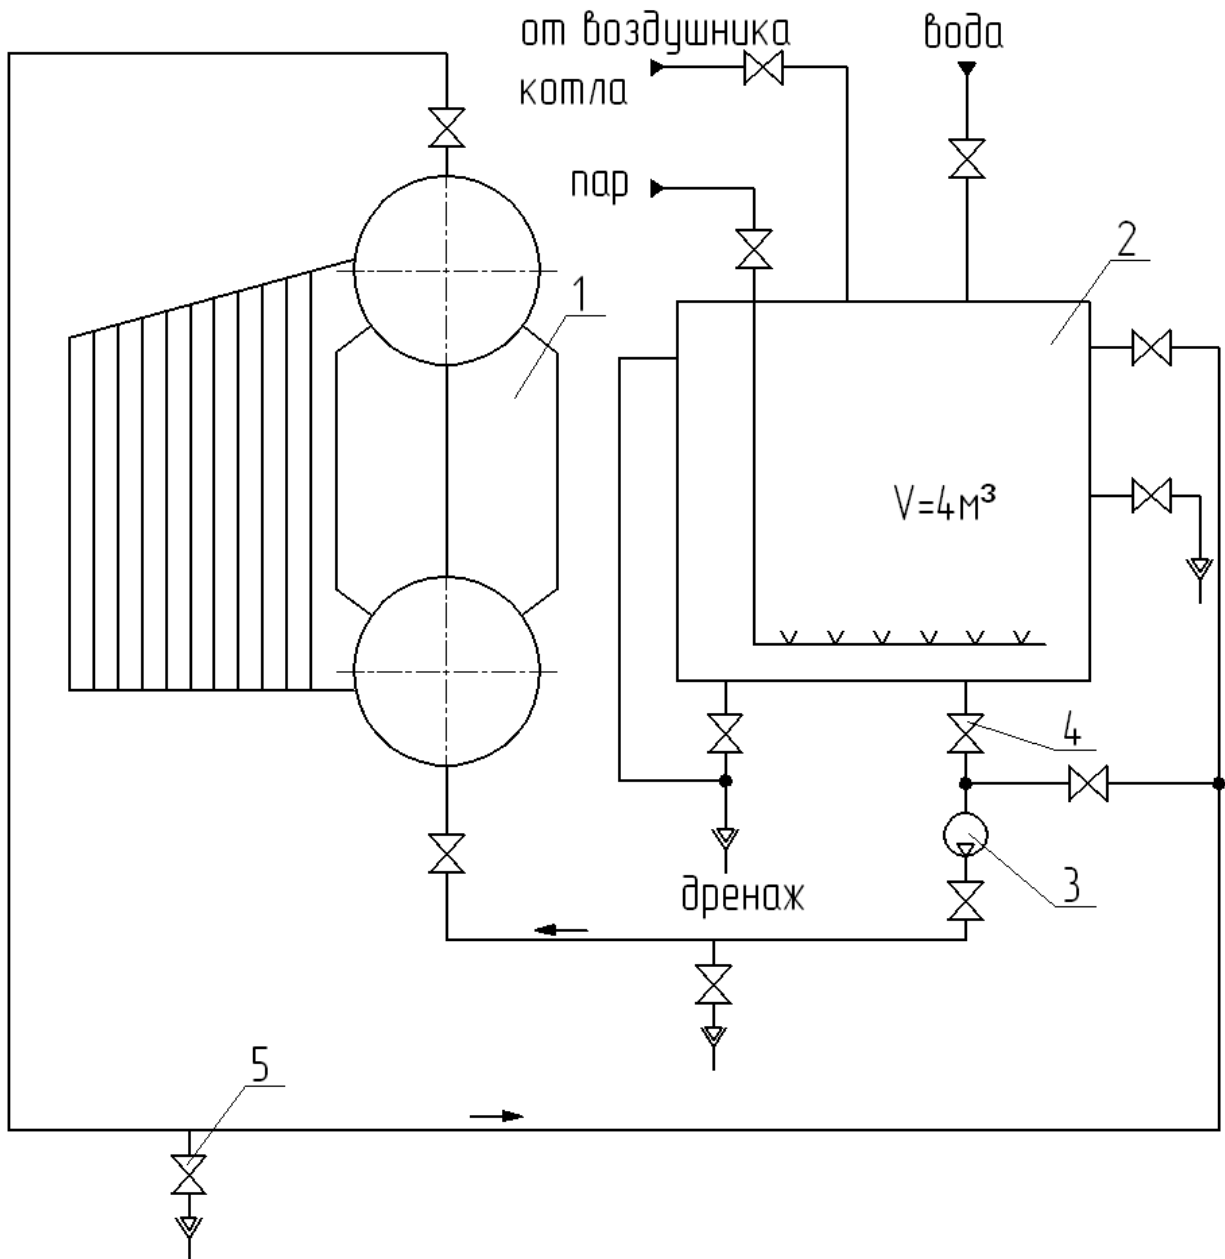 от воздушника
котла
вода
пар
1
2
V=4м³
4
3
дренаж
5